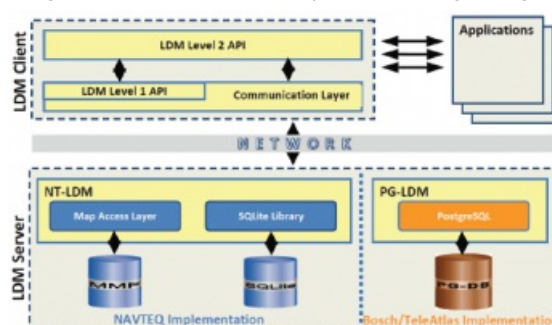 LDM Client
LDM Level 2 API
LDM Level 1 API
Communication Layer
Applications
NETWORK
LDM Server
NT-LDM
Map Access Layer
SQLite Library
MMP
SQLite
NAVTEQ Implementation
PG-LDM
PostgreSQL
PG-DB
Bosch/TeleAtlas Implementation